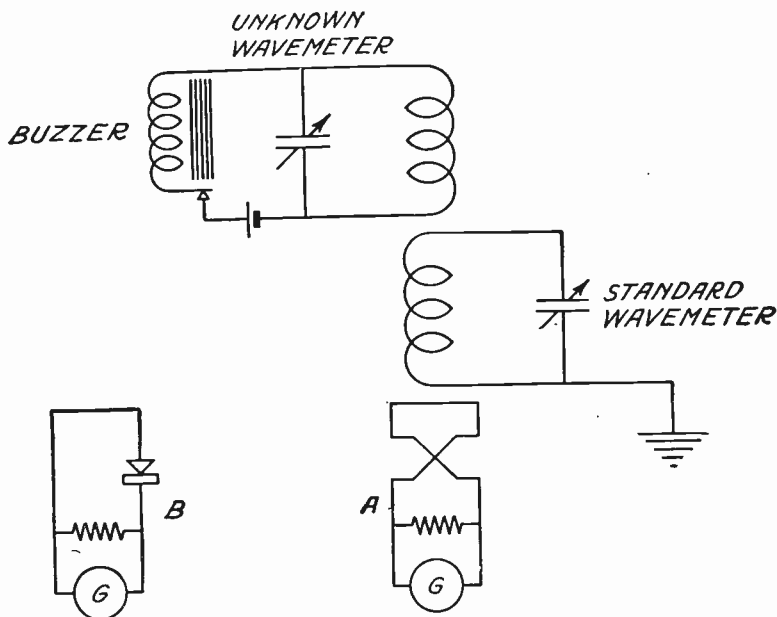 UNKNOWN
WAVEMETER
BUZZER
STANDARD
WAVEMETER
B
A
G
G